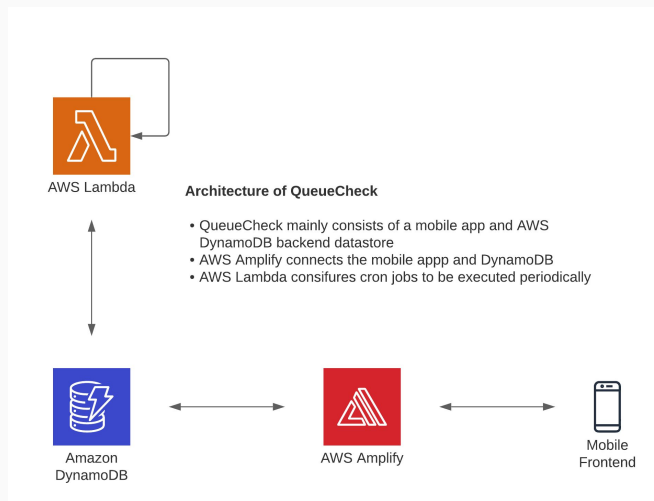 AWS Lambda
Architecture of QueueCheck
• QueueCheck mainly consists of a mobile app and AWS
DynamoDB backend datastore
• AWS Amplify connects the mobile appp and DynamoDB
• AWS Lambda consifures cron jobs to be executed periodically
Amazon
DynamoDB
AWS Amplify
Mobile
Frontend